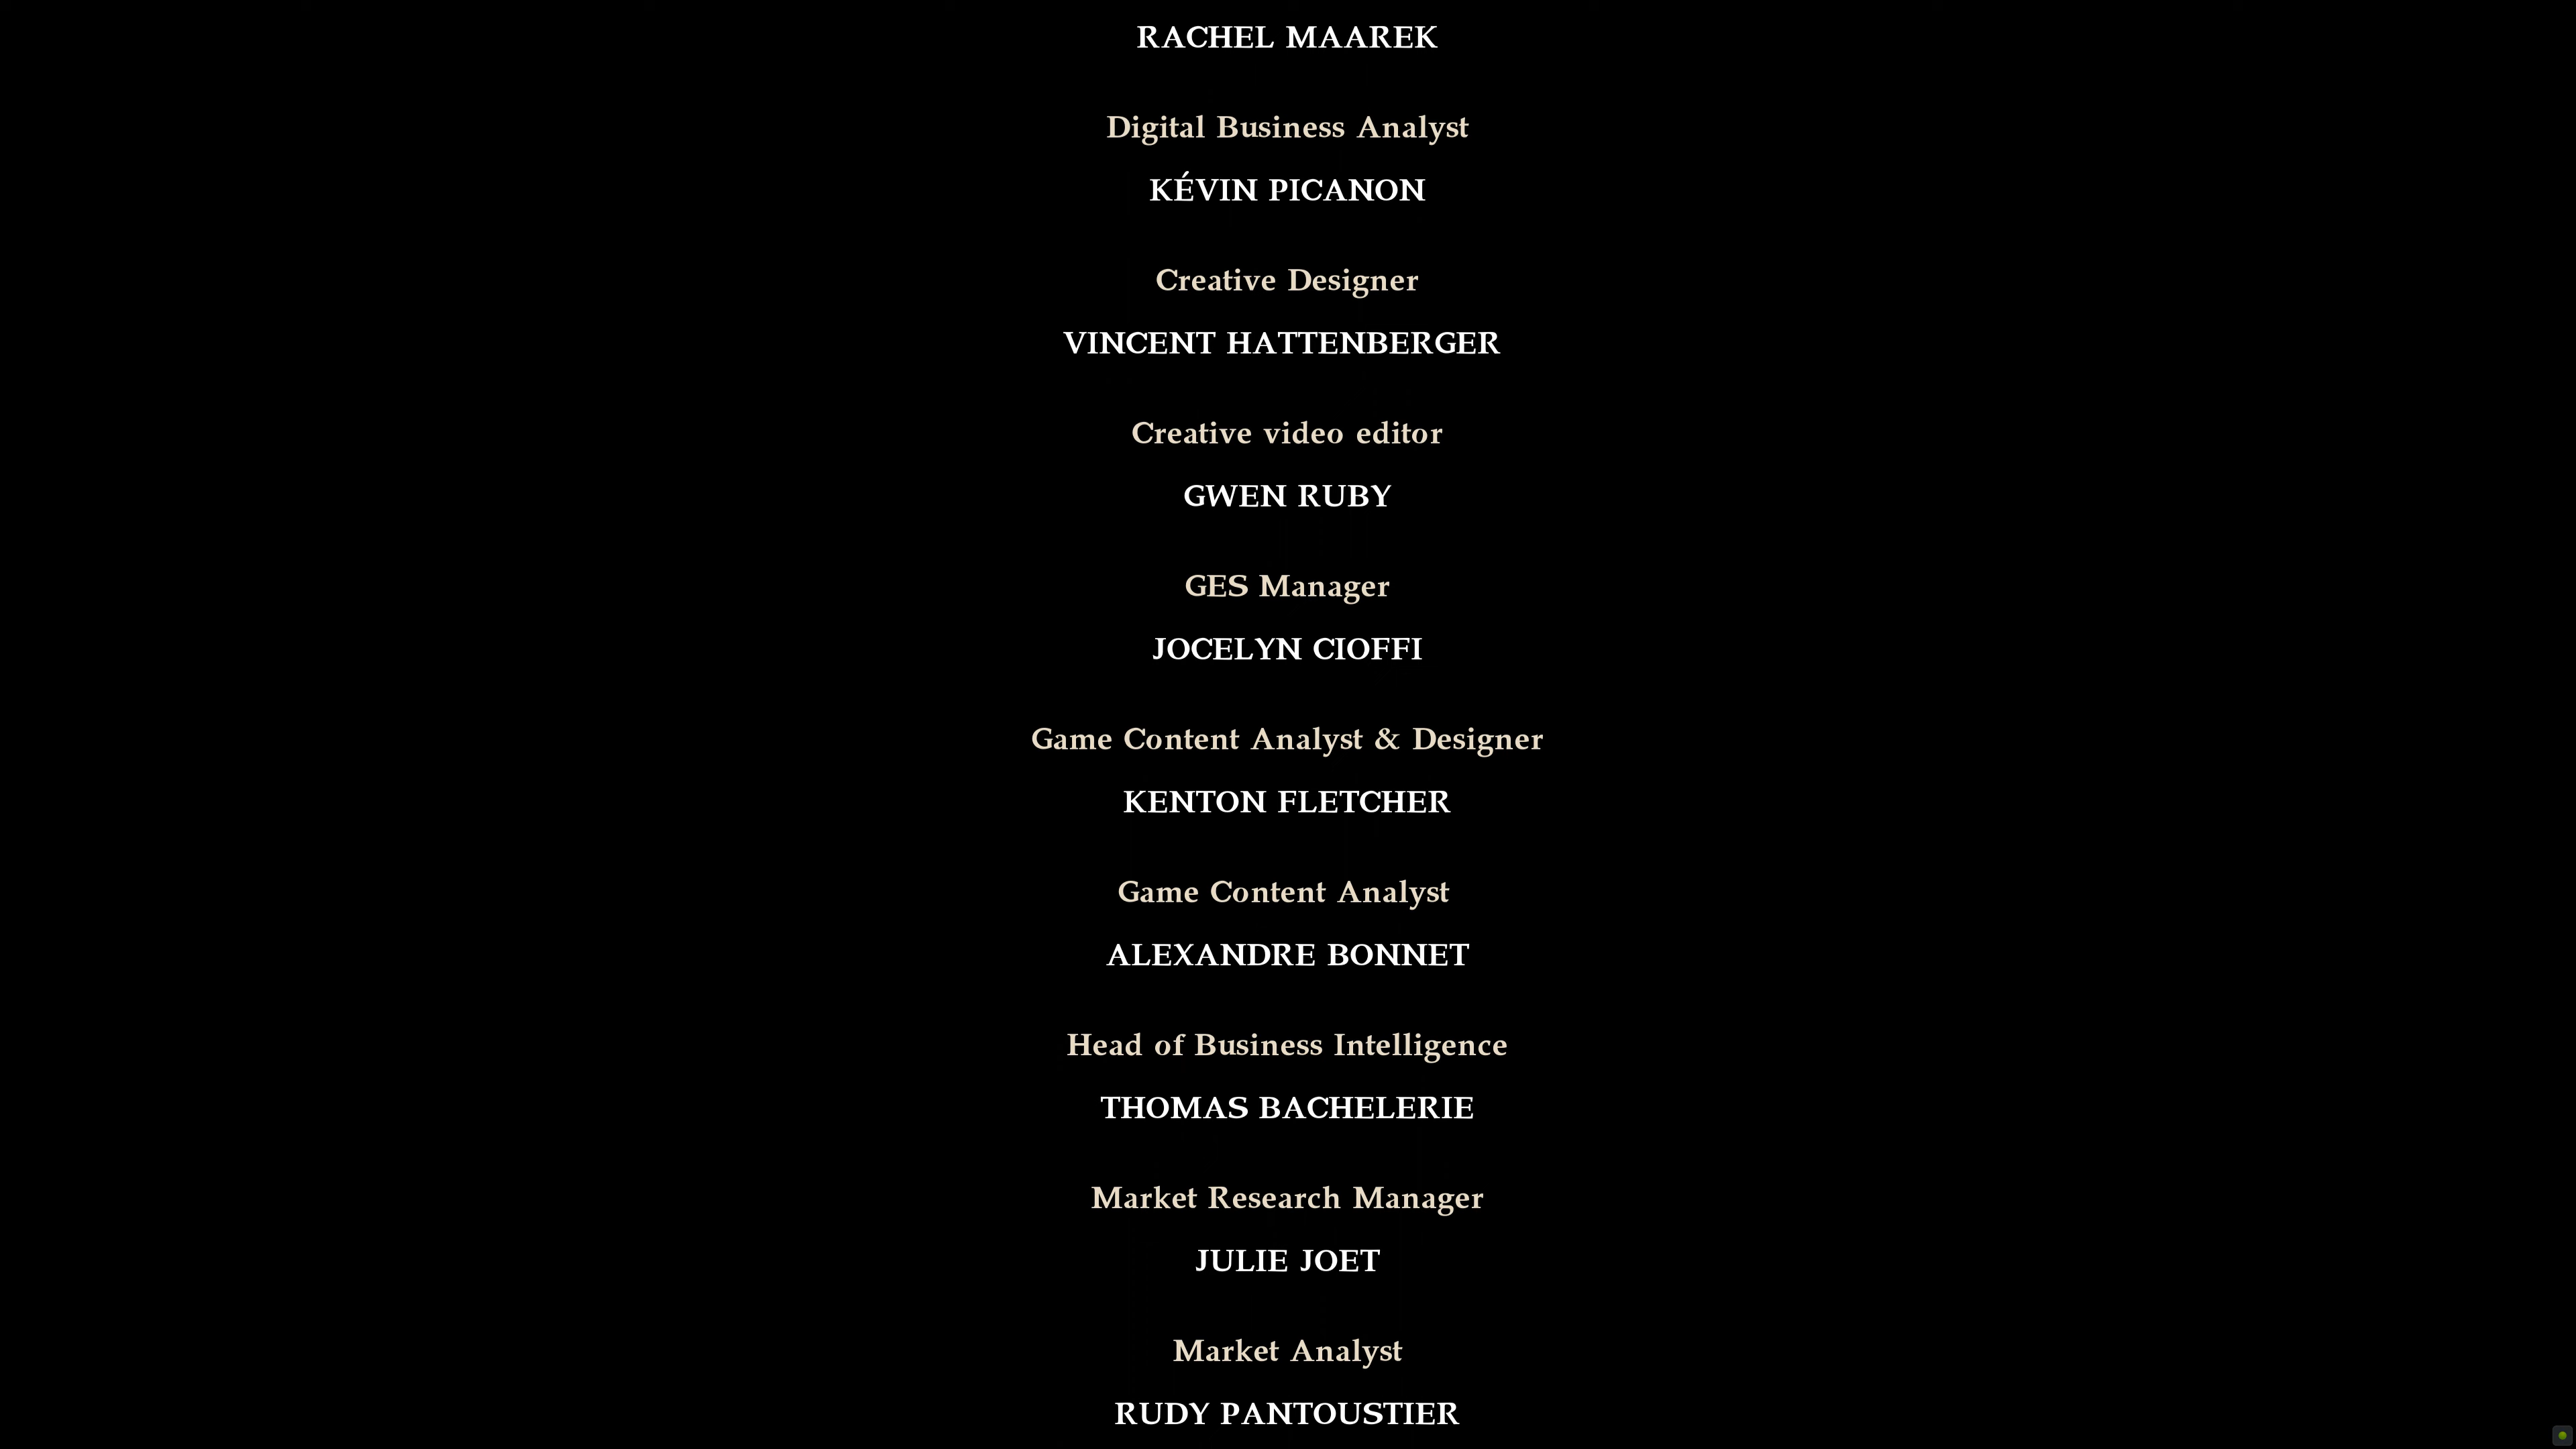 RACHEL MAAREK
Digital Business Analyst
KÉVIN PICANON
Creative Designer
VINCENT HATTENBERGER
Creative video editor
GWEN RUBY
GES Manager
JOCELYN CIOFFI
Game Content Analyst & Designer
KENTON FLETCHER
Game Content Analyst
ALEXANDRE BONNET
Head of Business Intelligence
THOMAS BACHELERIE
Market Research Manager
JULIE JOET
Market Analyst
RUDY PANTOUSTIER